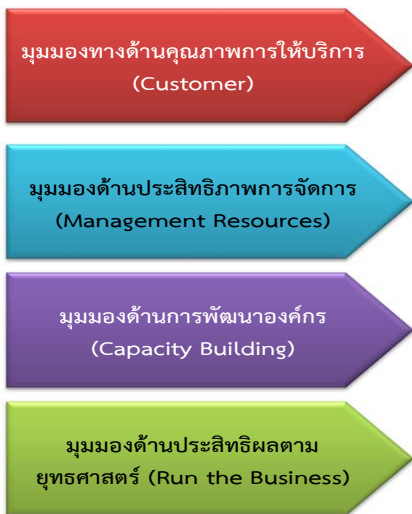 มุมมองทางด้านคุณภาพการให้บริการ
(Customer)
มุมมองด้านประสิทธิภาพการจัดการ
(Management Resources)
มุมมองด้านการพัฒนาองค์กร
(Capacity Building)
มุมมองด้านประสิทธิผลตาม
ยุทธศาสตร์ (Run the Business)